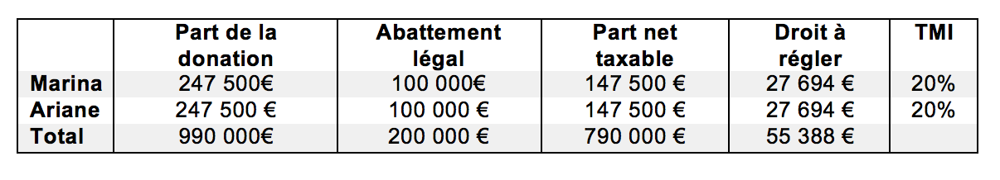 Part de la donation Abattement légal Part net taxable Droit à régler TMI
Marina 247 500€ 100 000€ 147 500 € 27 694 € 20%
Ariane 247 500 € 100 000 € 147 500 € 27 694 € 20%
Total 990 000€ 200 000 € 790 000 € 55 388 €